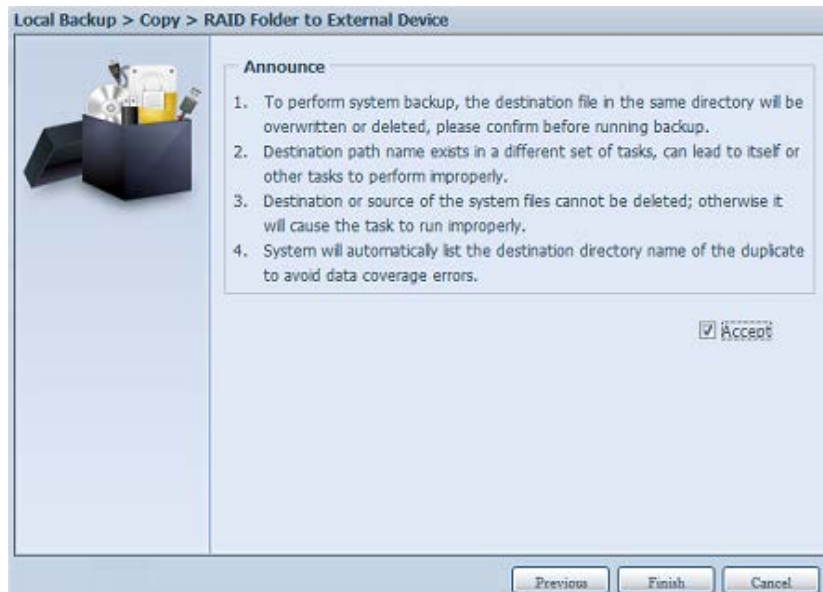 Local Backup > Copy > RAID Folder to External Device
Announce
1. To perform system backup, the destination file in the same directory will be
overwritten or deleted, please confirm before running backup.
2. Destination path name exists in a different set of tasks, can lead to itself or
other tasks to perform improperly.
3. Destination or source of the system files cannot be deleted; otherwise it
will cause the task to run improperly.
4. System will automatically list the destination directory name of the duplicate
to avoid data coverage errors.
Accept
Previous Finish Cancel